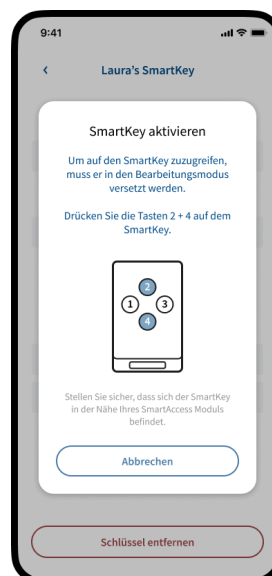 9:41
Laura's SmartKey
SmartKey aktivieren
Um auf den SmartKey zuzugreifen,
muss er in den Bearbeitungsmodus
versetzt werden.
Drücken Sie die Tasten 2 + 4 auf dem
SmartKey.
2
1 3
4
Stellen Sie sicher, dass sich der SmartKey
in der Nähe Ihres SmartAccess Moduls
befindet.
Abbrechen
Schlüssel entfernen